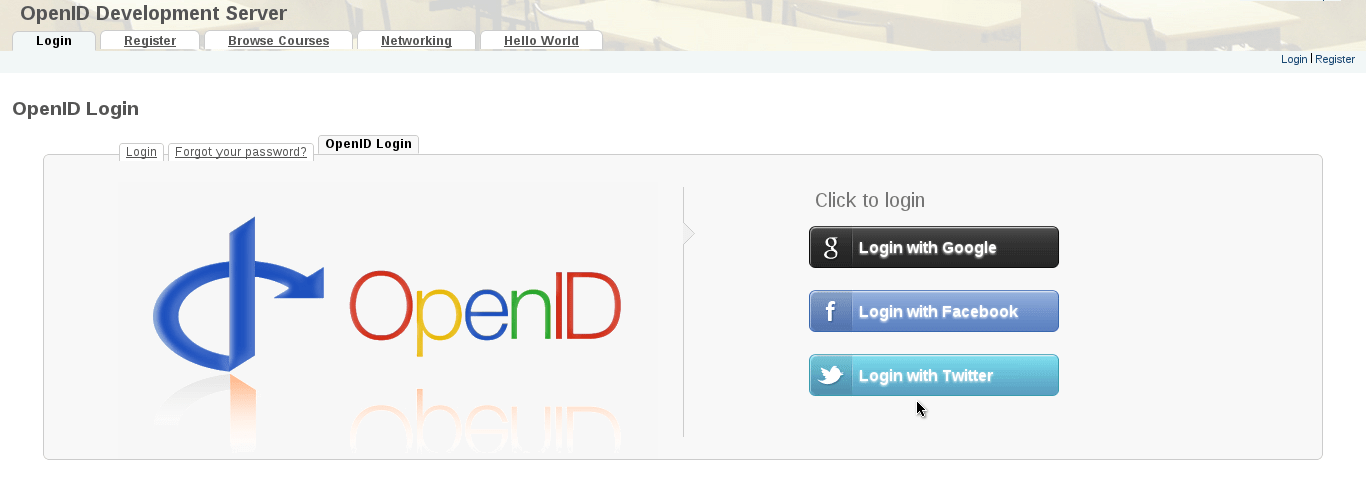 OpenID Development Server
Login Register Browse Courses Networking Hello World
Login | Register
OpenID Login
Login Forgot your password? OpenID Login
Click to login
g Login with Google
f Login with Facebook
Login with Twitter
OpenID